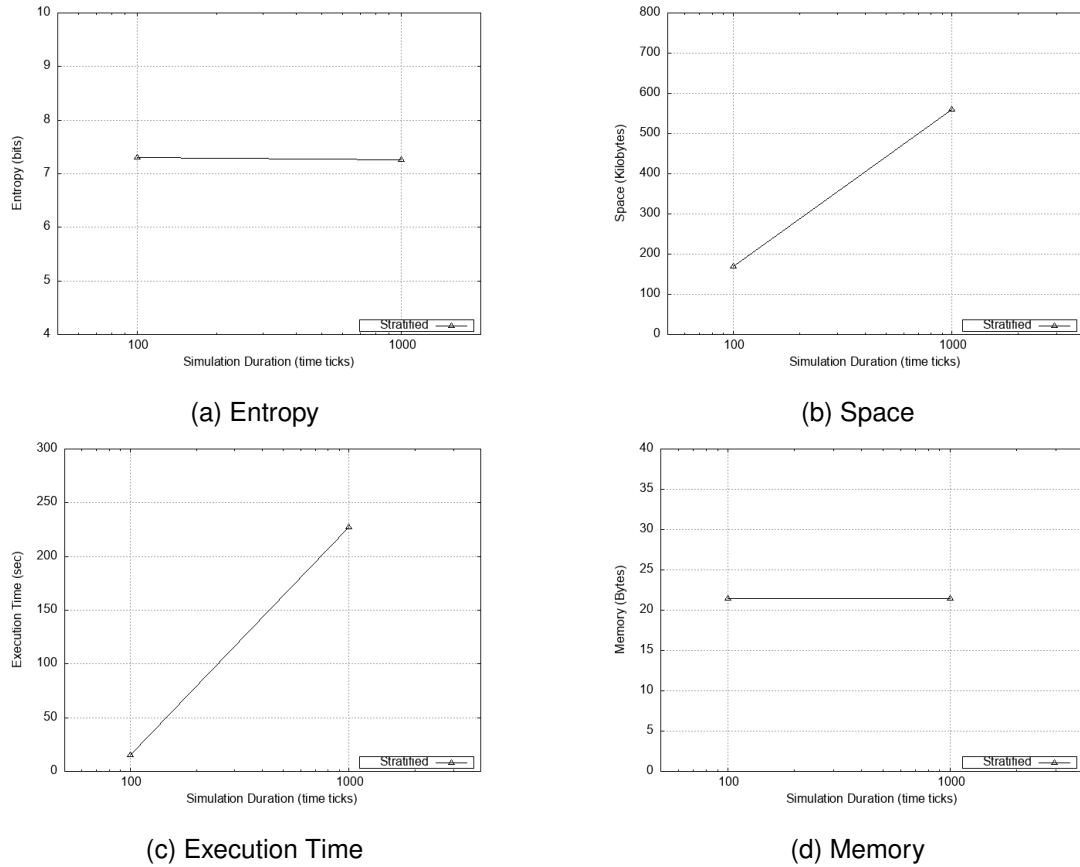 10
9
8
7
6
5
4
Entropy (bits)
Stratified
100
1000
Simulation Duration (time ticks)
(a) Entropy
800
700
600
500
400
300
200
100
0
Space (Kilobytes)
Stratified
100
1000
Simulation Duration (time ticks)
(b) Space
300
250
200
150
100
50
0
Execution Time (sec)
Stratified
100
1000
Simulation Duration (time ticks)
(c) Execution Time
40
35
30
25
20
15
10
5
0
Memory (Bytes)
Stratified
100
1000
Simulation Duration (time ticks)
(d) Memory